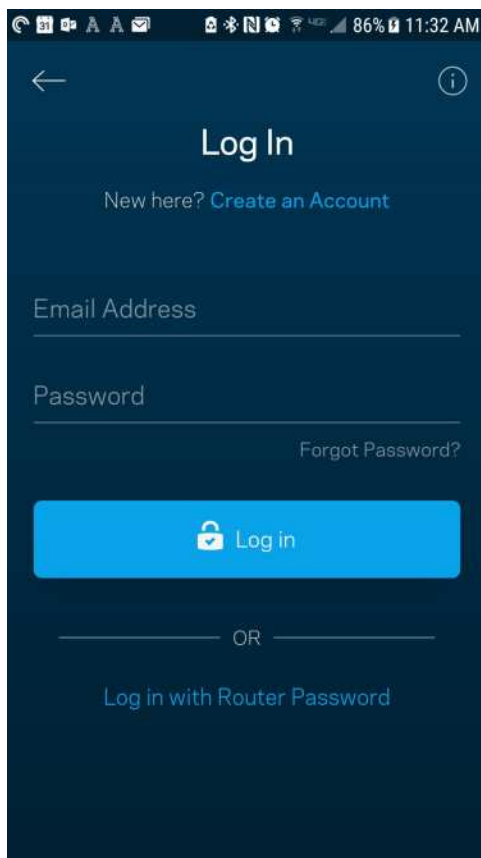 31 86% 11:32 AM
Log In
New here? Create an Account
Email Address
Password
Forgot Password?
Log in
OR
Log in with Router Password